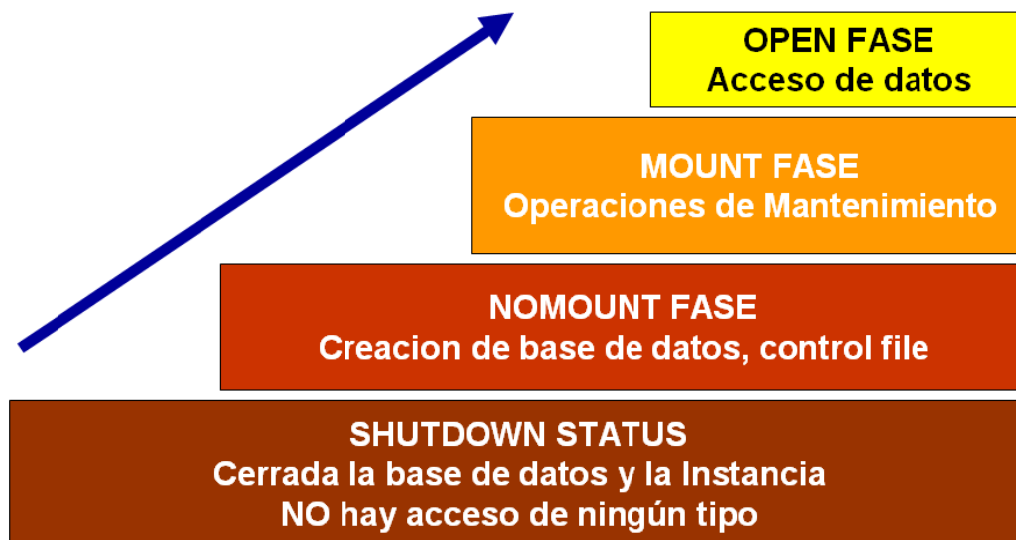 OPEN FASE
Acceso de datos
MOUNT FASE
Operaciones de Mantenimiento
NOMOUNT FASE
Creacion de base de datos, control file
SHUTDOWN STATUS
Cerrada la base de datos y la Instancia
NO hay acceso de ningún tipo